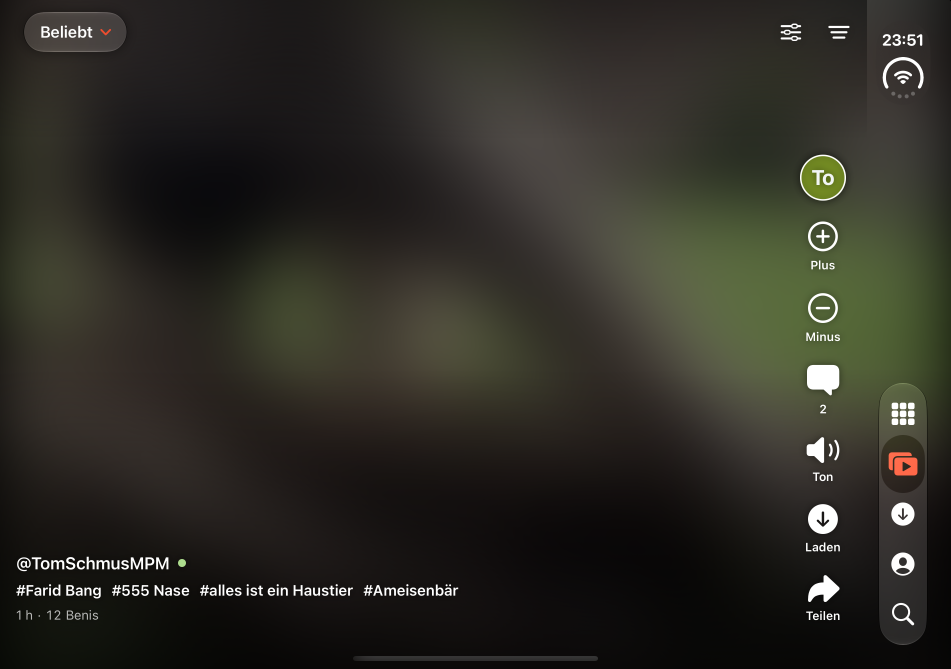 Beliebt
23:51
To
Plus
Minus
2
Ton
Laden
Teilen
@TomSchmusMPM
#Farid Bang #555 Nase #alles ist ein Haustier #Ameisenbär
1 h · 12 Benis